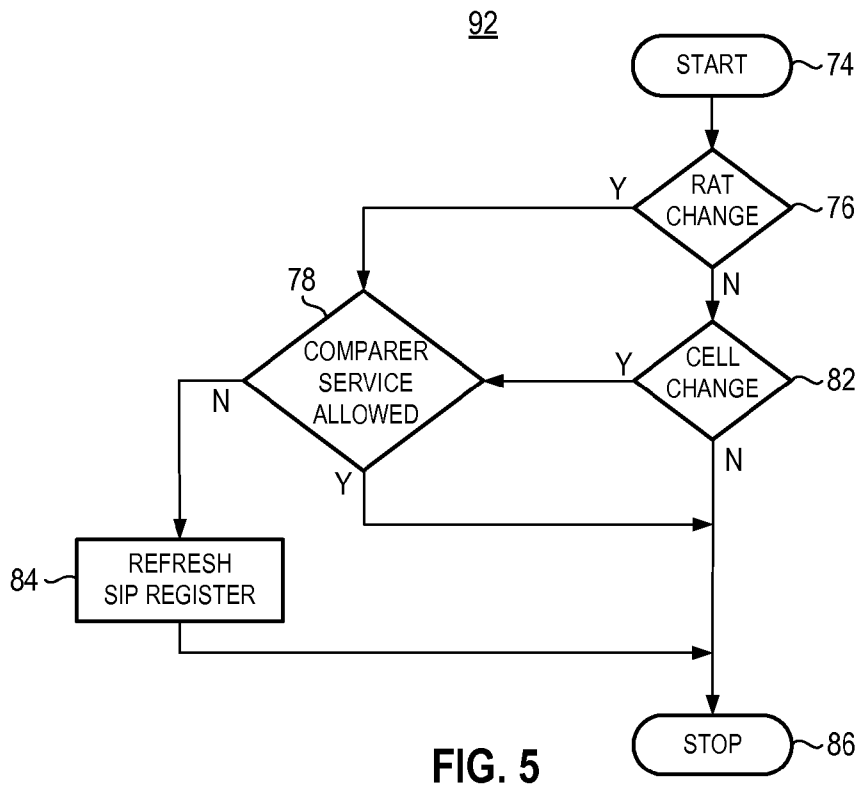 92
START
74
Y
RAT
CHANGE
76
N
78
COMPARER
SERVICE
ALLOWED
N
Y
Y
CELL
CHANGE
82
N
84
REFRESH
SIP REGISTER
STOP
86
FIG. 5